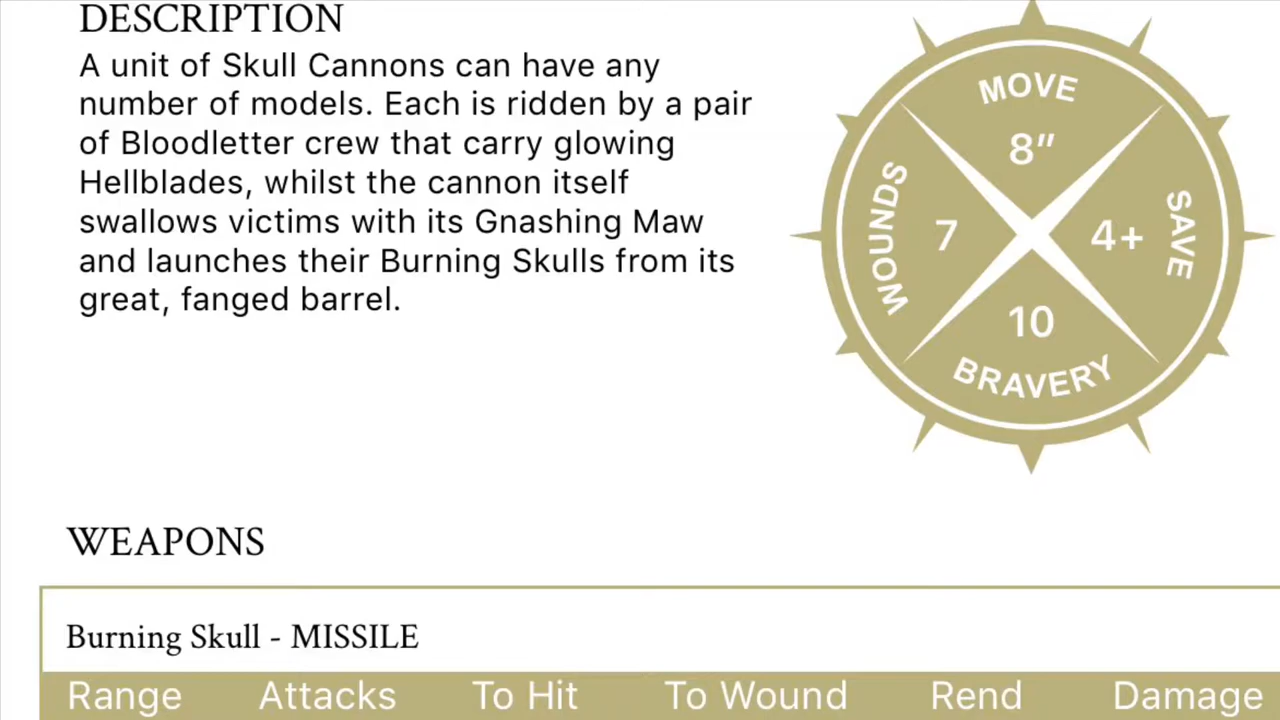 DESCRIPTION
A unit of Skull Cannons can have any
number of models. Each is ridden by a pair
of Bloodletter crew that carry glowing
Hellblades, whilst the cannon itself
swallows victims with its Gnashing Maw
and launches their Burning Skulls from its
great, fanged barrel.
MOVE
8”
WOUNDS
7
4+
SAVE
10
BRAVERY
WEAPONS
Burning Skull - MISSILE
Range Attacks To Hit To Wound Rend Damage